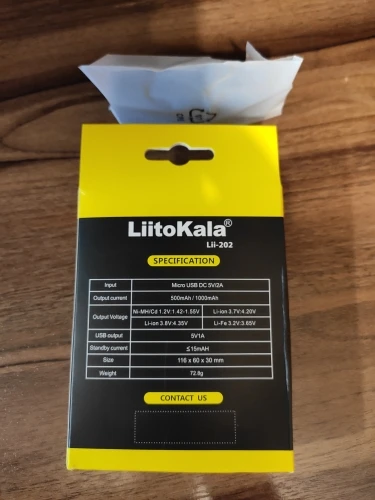 LiitoKala®
Lii-202
SPECIFICATION
Input Micro USB DC 5V/2A
Output current 500mAh / 1000mAh
Output Voltage Ni-MH/Cd 1.2V:1.42-1.55V Li-ion 3.7V:4.20V
Li-ion 3.8V:4.35V Li-Fe 3.2V:3.65V
USB output 5V1A
Standby current ≤15mAH
Size 116 x 60 x 30 mm
Weight 72.8g
CONTACT US